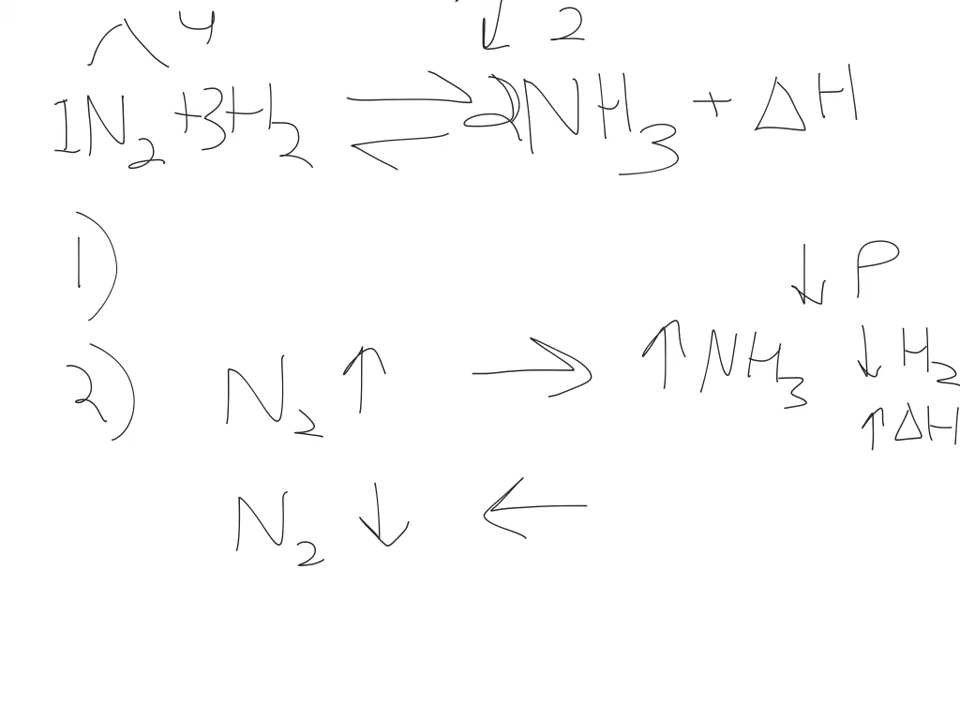 4 ↓ 2
1N₂ + 3H₂ ⇌ 2NH₃ + ΔH
1)
↓ P
2) N₂ ↑ → ↑ NH₃ ↓ H₂
↑ ΔH
N₂ ↓ ←